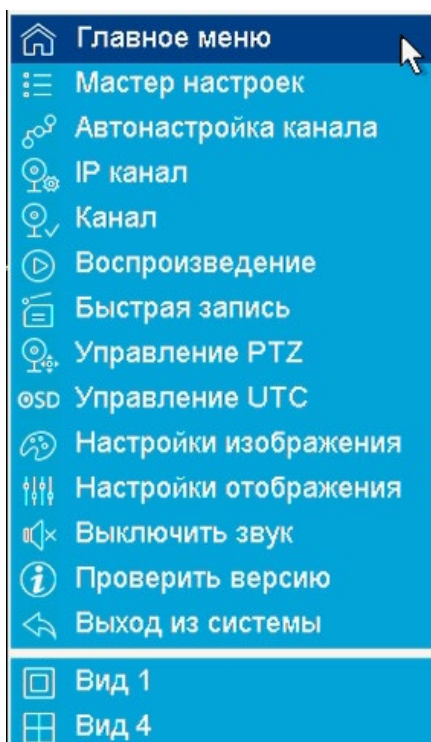 Главное меню
Мастер настроек
Автонастройка канала
IP канал
Канал
Воспроизведение
Быстрая запись
Управление PTZ
OSD Управление UTC
Настройки изображения
Настройки отображения
Выключить звук
Проверить версию
Выход из системы
Вид 1
Вид 4